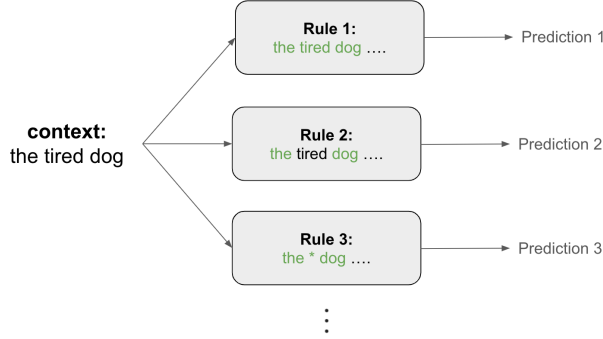 Rule 1:
the tired dog ....
Prediction 1
context:
the tired dog
Rule 2:
the tired dog ....
Prediction 2
Rule 3:
the * dog ....
Prediction 3